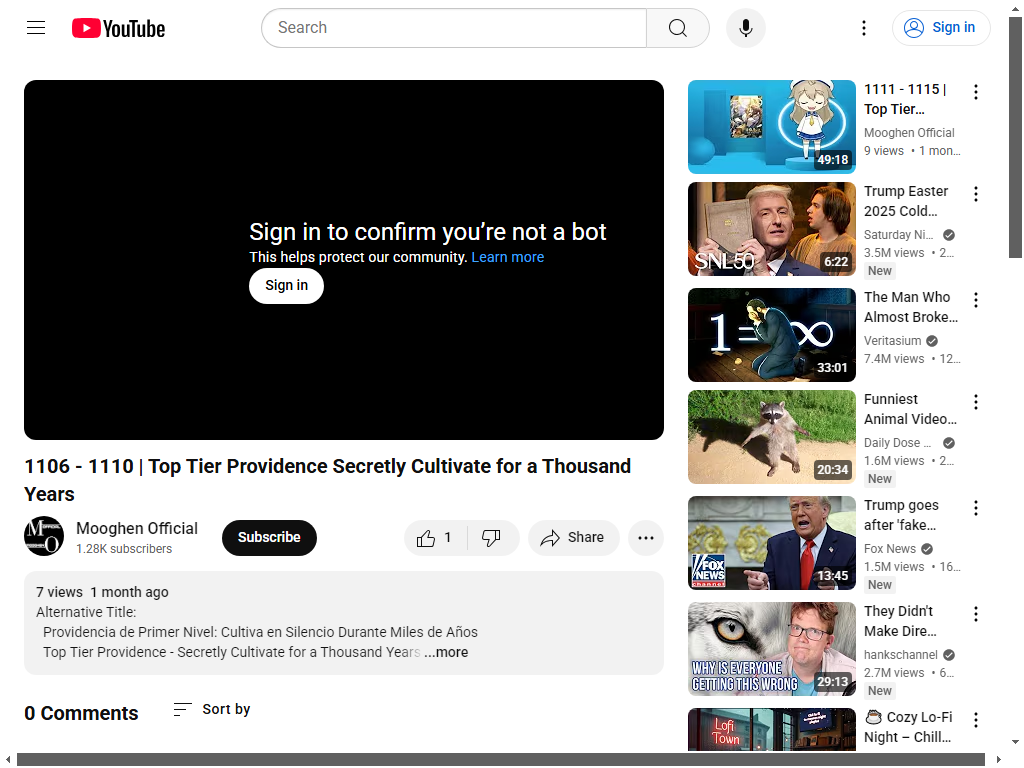 YouTube
Search
Sign in
Sign in to confirm you're not a bot
This helps protect our community. Learn more
Sign in
1106 - 1110 | Top Tier Providence Secretly Cultivate for a Thousand
Years
Mooghen Official
1.28K subscribers
Subscribe
1
Share
7 views 1 month ago
Alternative Title:
Providencia de Primer Nivel: Cultiva en Silencio Durante Miles de Años
Top Tier Providence - Secretly Cultivate for a Thousand Years ...more
0 Comments
Sort by
49:18
1111 - 1115 |
Top Tier...
Mooghen Official
9 views • 1 mon...
SNL50
6:22
Trump Easter
2025 Cold...
Saturday Ni...
3.5M views • 2...
New
1=∞
33:01
The Man Who
Almost Broke...
Veritasium
7.4M views • 12...
20:34
Funniest
Animal Video...
Daily Dose ...
1.6M views • 2...
New
FOX
NEWS
channel
13:45
Trump goes
after 'fake...
Fox News
1.5M views • 16...
New
WHY IS EVERYONE
GETTING THIS WRONG
29:13
They Didn't
Make Dire...
hankschannel
2.7M views • 6...
New
Lofi
Town
Cozy Lo-Fi
Night – Chill...